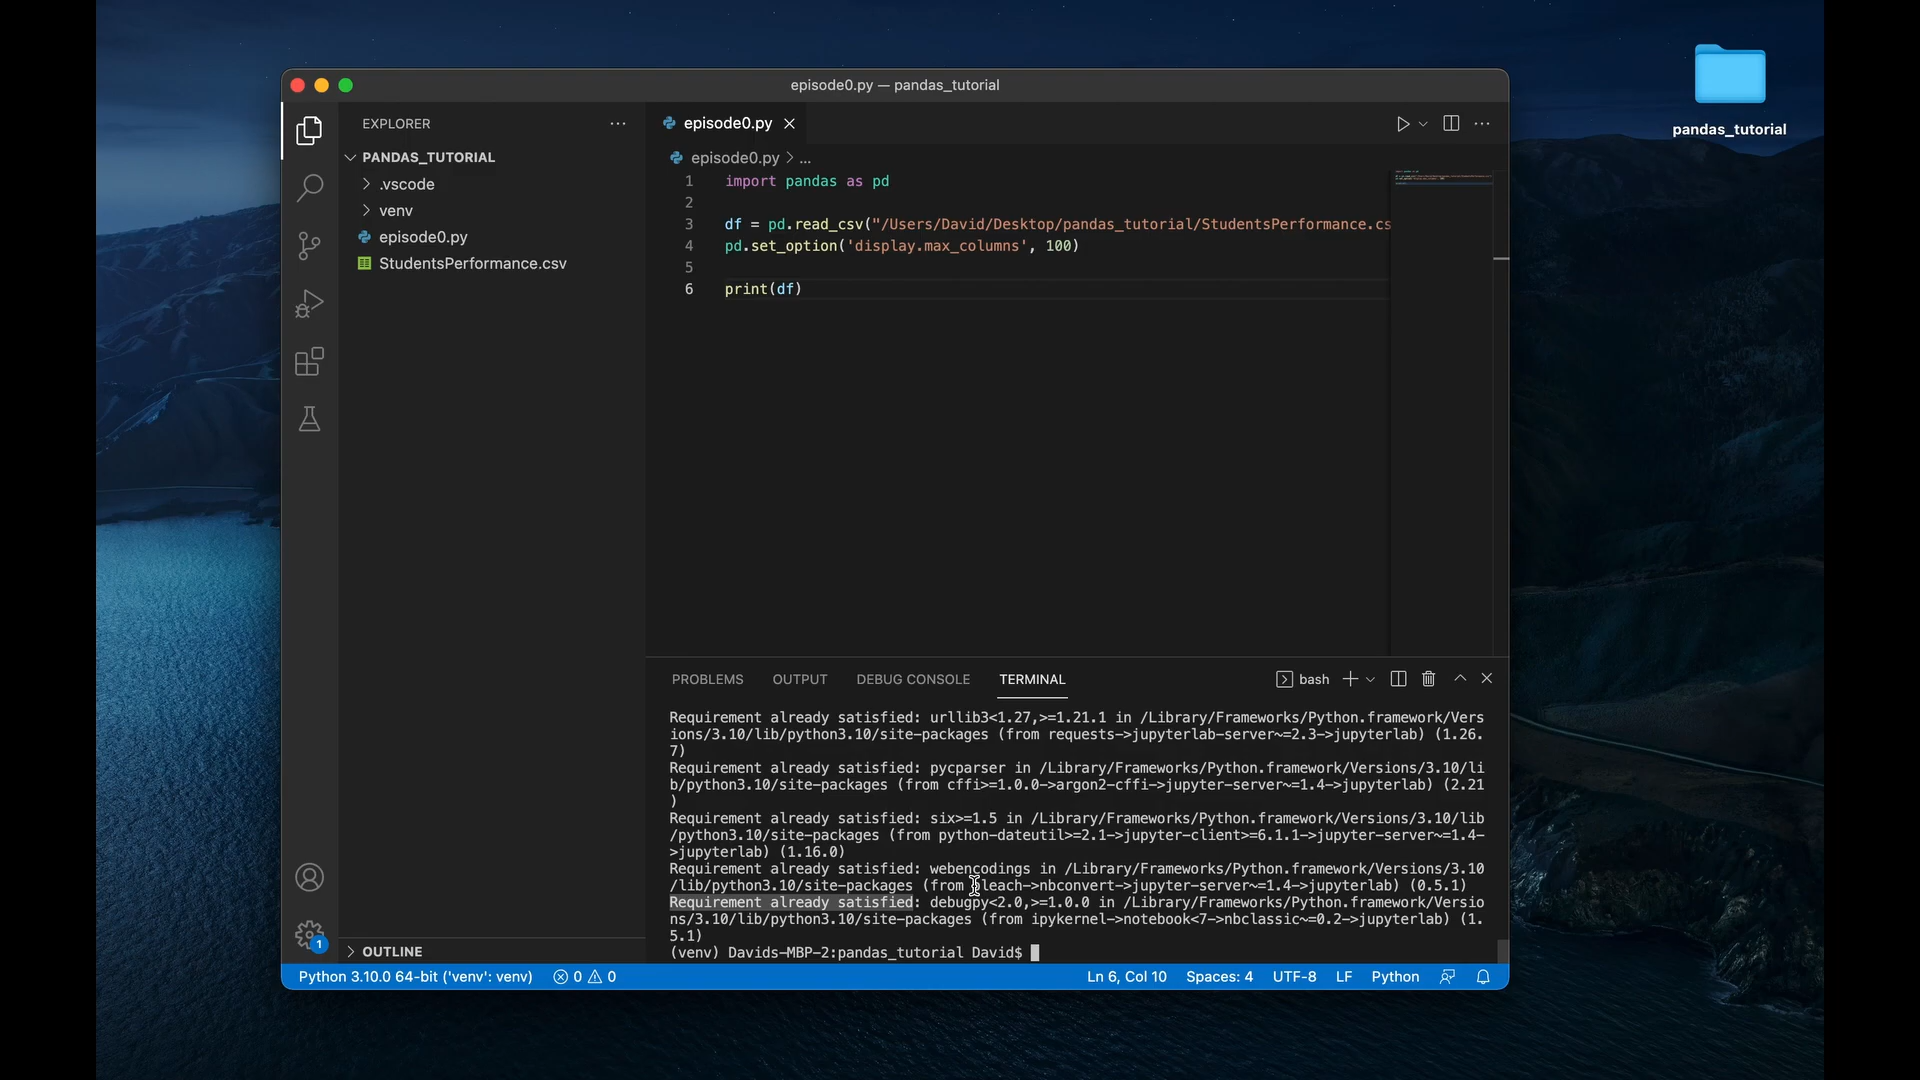 episode0.py — pandas_tutorial
pandas_tutorial
EXPLORER
PANDAS_TUTORIAL
.vscode
venv
episode0.py
StudentsPerformance.csv
OUTLINE
episode0.py
episode0.py > ...
1 import pandas as pd
2
3 df = pd.read_csv("/Users/David/Desktop/pandas_tutorial/StudentsPerformance.cs
4 pd.set_option('display.max_columns', 100)
5
6 print(df)
PROBLEMS OUTPUT DEBUG CONSOLE TERMINAL bash
Requirement already satisfied: urllib3<1.27,>=1.21.1 in /Library/Frameworks/Python.framework/Vers
ions/3.10/lib/python3.10/site-packages (from requests->jupyterlab-server~=2.3->jupyterlab) (1.26.
7)
Requirement already satisfied: pycparser in /Library/Frameworks/Python.framework/Versions/3.10/li
b/python3.10/site-packages (from cffi>=1.0.0->argon2-cffi->jupyter-server~=1.4->jupyterlab) (2.21
)
Requirement already satisfied: six>=1.5 in /Library/Frameworks/Python.framework/Versions/3.10/lib
/python3.10/site-packages (from python-dateutil>=2.1->jupyter-client>=6.1.1->jupyter-server~=1.4-
>jupyterlab) (1.16.0)
Requirement already satisfied: webencodings in /Library/Frameworks/Python.framework/Versions/3.10
/lib/python3.10/site-packages (from bleach->nbconvert->jupyter-server~=1.4->jupyterlab) (0.5.1)
Requirement already satisfied: debugpy<2.0,>=1.0.0 in /Library/Frameworks/Python.framework/Versio
ns/3.10/lib/python3.10/site-packages (from ipykernel->notebook<7->nbclassic~=0.2->jupyterlab) (1.
5.1)
(venv) Davids-MBP-2:pandas_tutorial David$
1
Python 3.10.0 64-bit ('venv': venv) 0 0 Ln 6, Col 10 Spaces: 4 UTF-8 LF Python